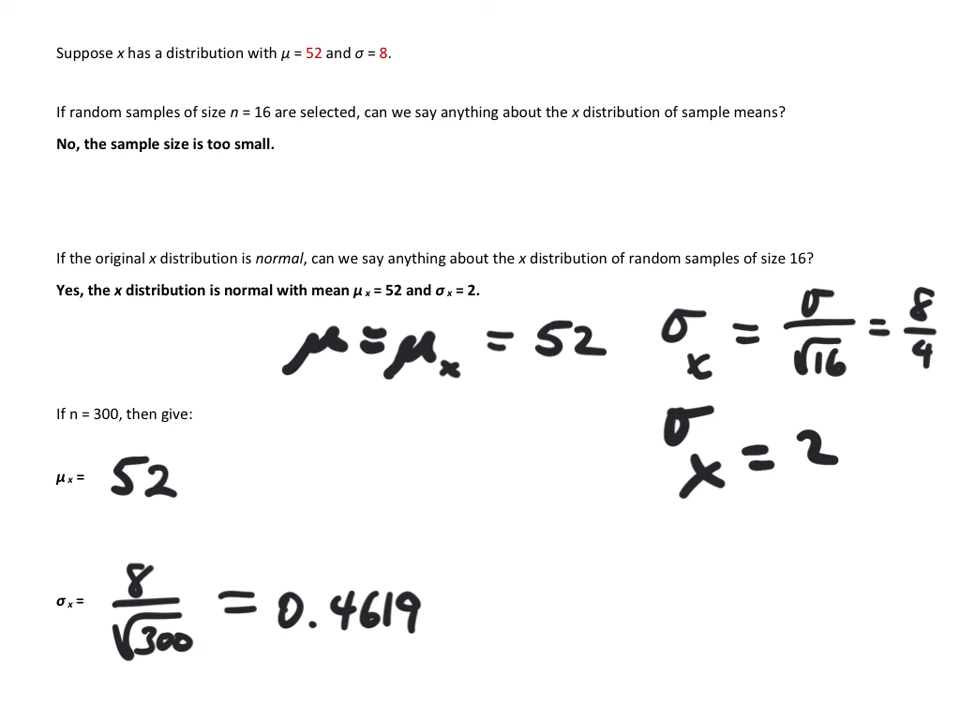 Suppose x has a distribution with μ = 52 and σ = 8.
If random samples of size n = 16 are selected, can we say anything about the x distribution of sample means?
No, the sample size is too small.
If the original x distribution is normal, can we say anything about the x distribution of random samples of size 16?
Yes, the x distribution is normal with mean μ x = 52 and σ x = 2.
μ = μx = 52 σx = σ/√16 = 8/4
σx = 2
If n = 300, then give:
μ x = 52
σ x = 8/√300 = 0.4619